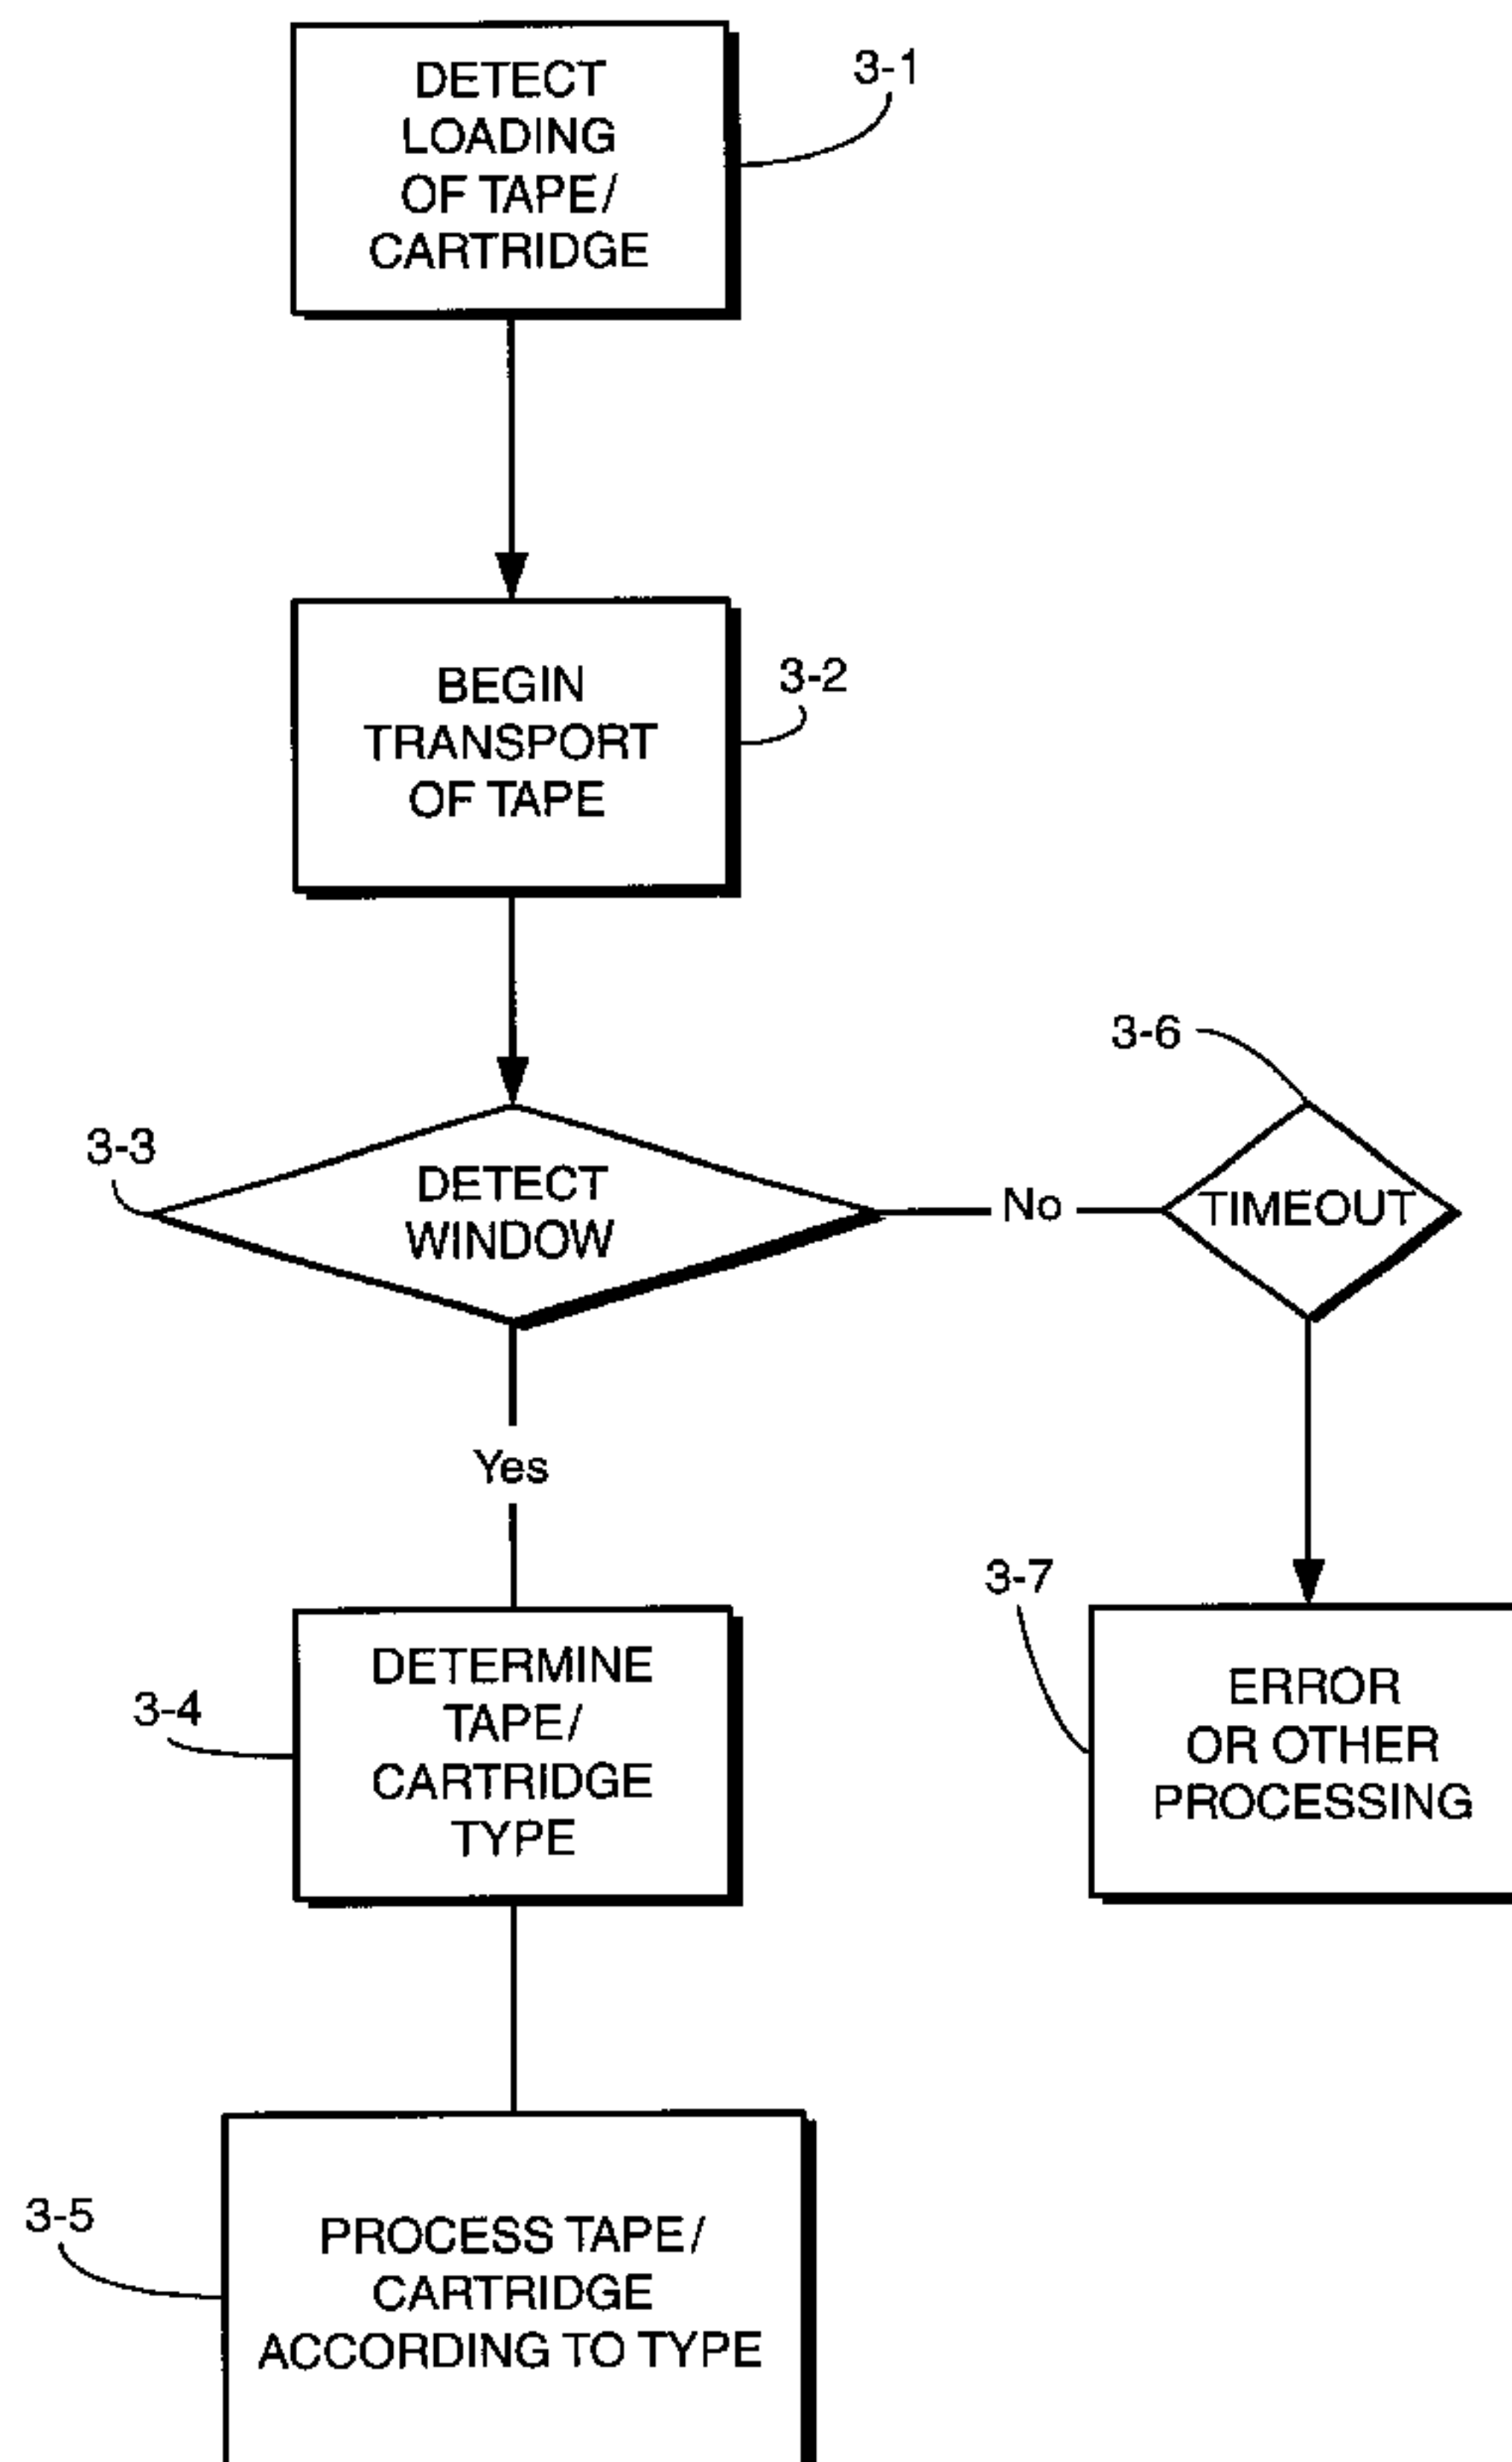 DETECT
LOADING
OF TAPE/
CARTRIDGE
3-1
BEGIN
TRANSPORT
OF TAPE
3-2
3-3
DETECT
WINDOW
No
3-6
TIMEOUT
Yes
3-4
DETERMINE
TAPE/
CARTRIDGE
TYPE
3-7
ERROR
OR OTHER
PROCESSING
3-5
PROCESS TAPE/
CARTRIDGE
ACCORDING TO TYPE